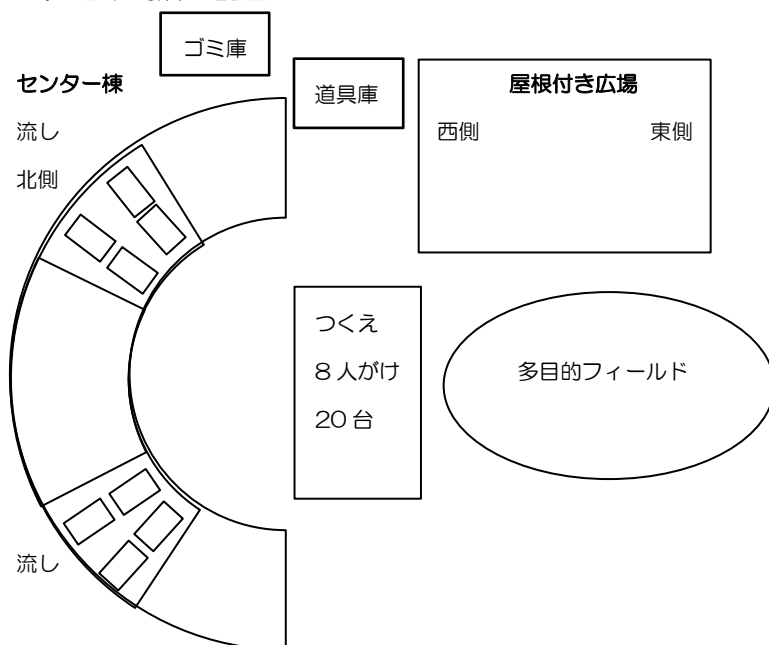 ゴミ庫
センター棟
道具庫
屋根付き広場
流し
西側
東側
北側
つくえ
8人がけ
20台
多目的フィールド
流し